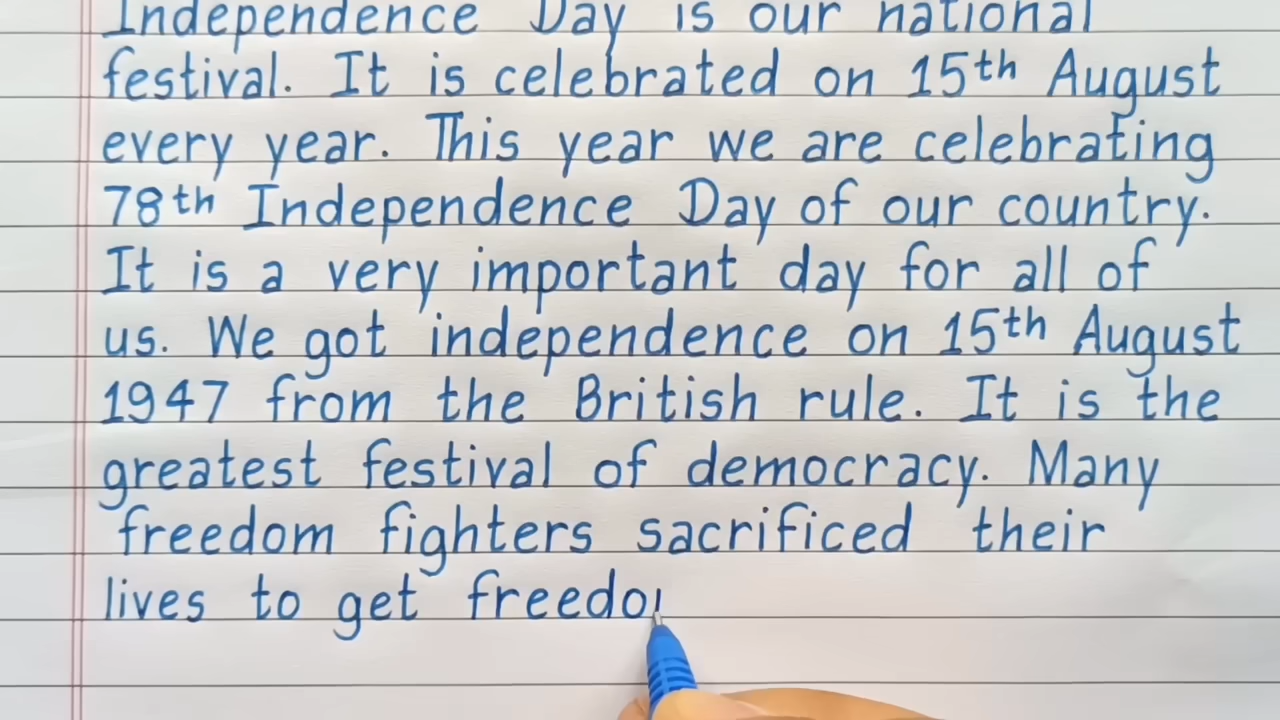 Independence Day is our national
festival. It is celebrated on 15th August
every year. This year we are celebrating
78th Independence Day of our country.
It is a very important day for all of
us. We got independence on 15th August
1947 from the British rule. It is the
greatest festival of democracy. Many
freedom fighters sacrificed their
lives to get freedo